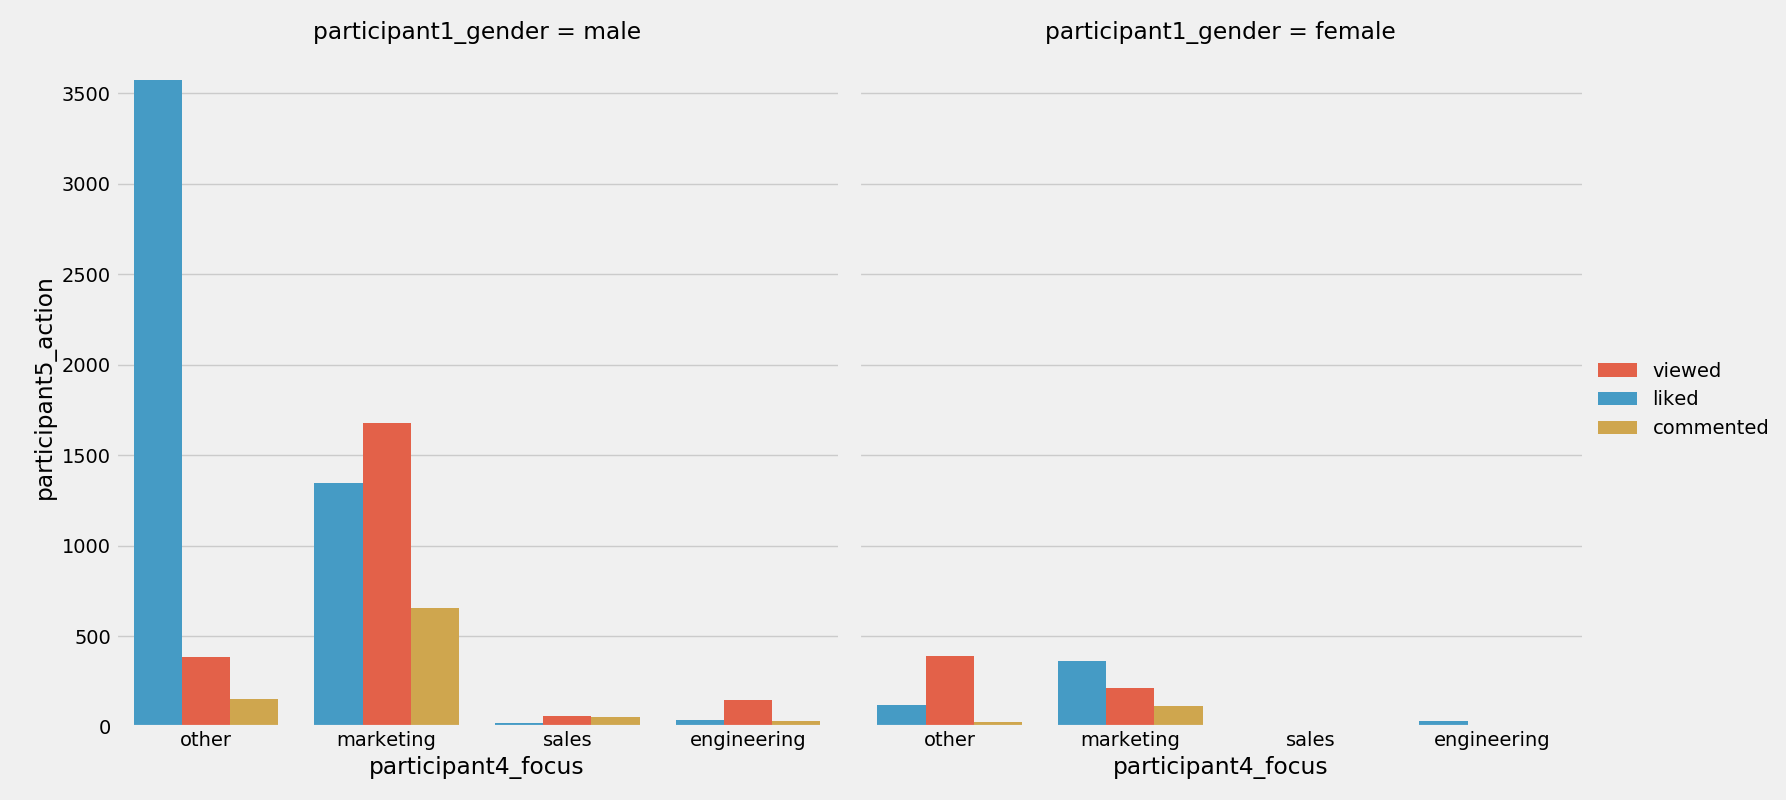 participant1_gender = male
participant1_gender = female
participant5_action
3500
3000
2500
2000
1500
1000
500
0
other marketing sales engineering
participant4_focus
other marketing sales engineering
participant4_focus
viewed
liked
commented